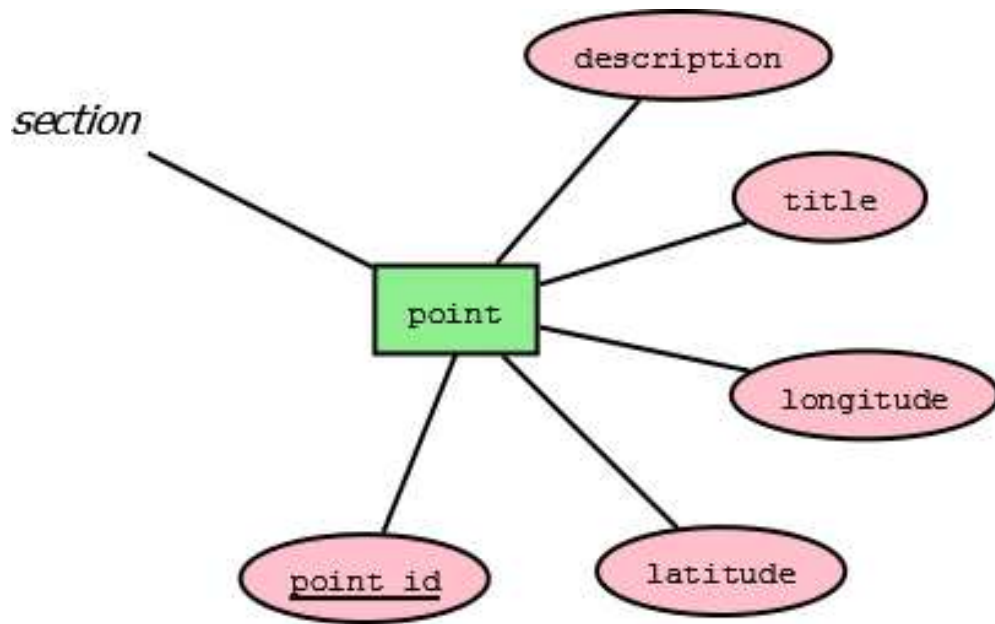 description
section
title
point
longitude
latitude
point id